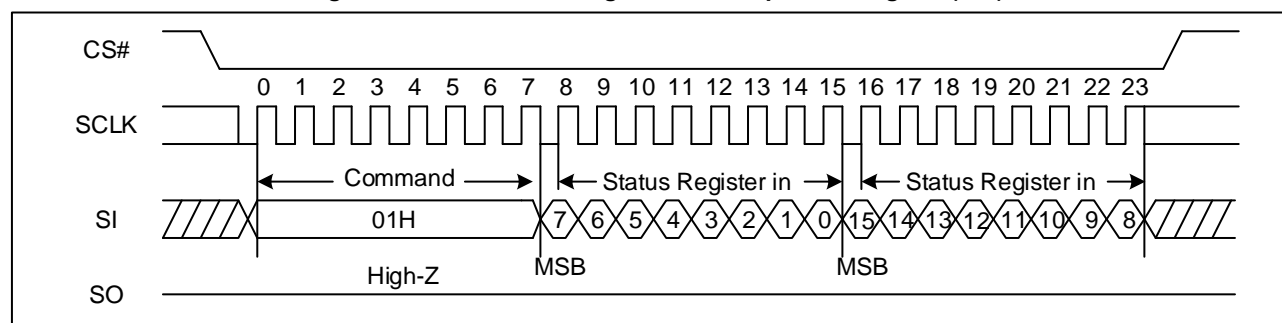 CS#
0 1 2 3 4 5 6 7 8 9 10 11 12 13 14 15 16 17 18 19 20 21 22 23
SCLK
Command Status Register in Status Register in
SI 01H 7 6 5 4 3 2 1 0 15 14 13 12 11 10 9 8
MSB MSB
High-Z
SO